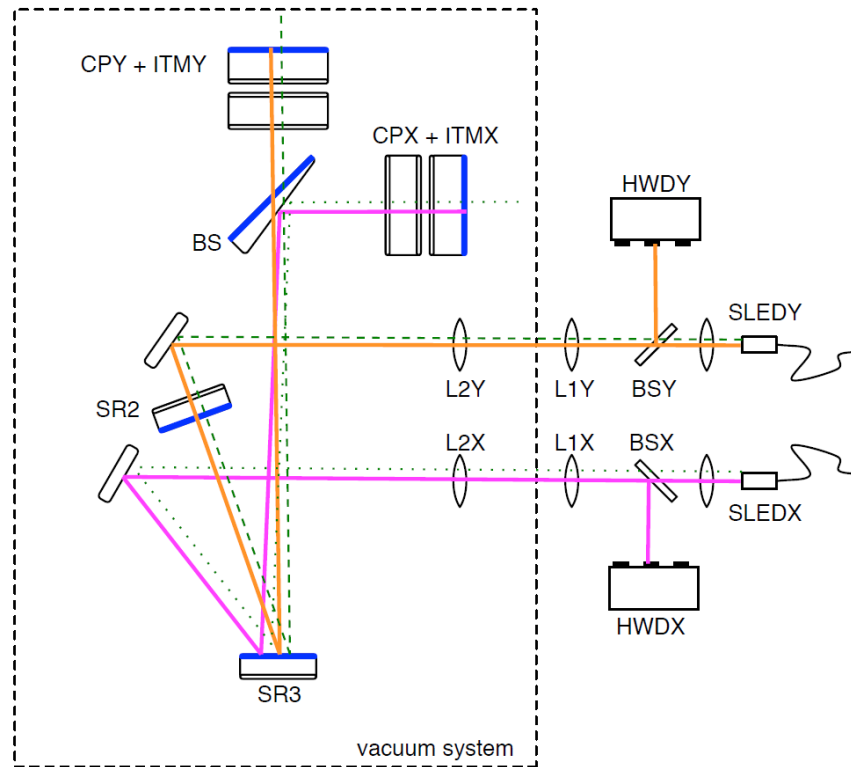 CPY + ITMY
CPX + ITMX
HWDY
BS
SLEDY
L2Y
L1Y
BSY
SR2
L2X
L1X
BSX
SLEDX
HWDX
SR3
vacuum system